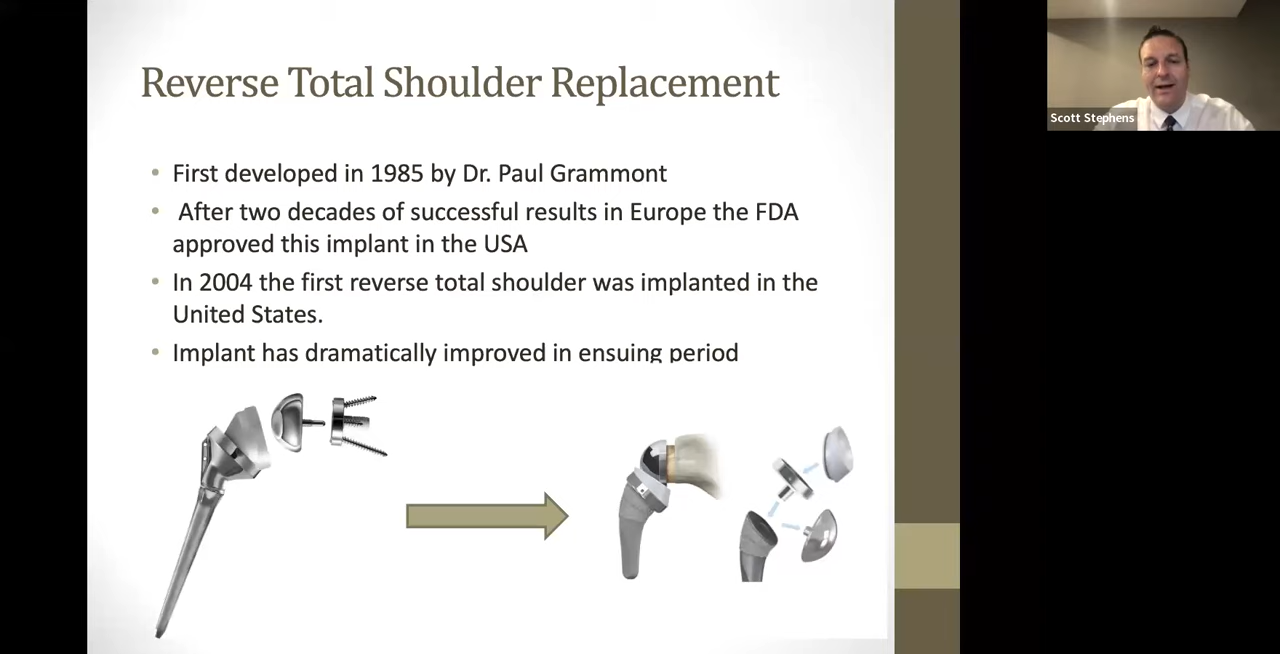 Reverse Total Shoulder Replacement
Scott Stephens
• First developed in 1985 by Dr. Paul Grammont
• After two decades of successful results in Europe the FDA
approved this implant in the USA
• In 2004 the first reverse total shoulder was implanted in the
United States.
• Implant has dramatically improved in ensuing period